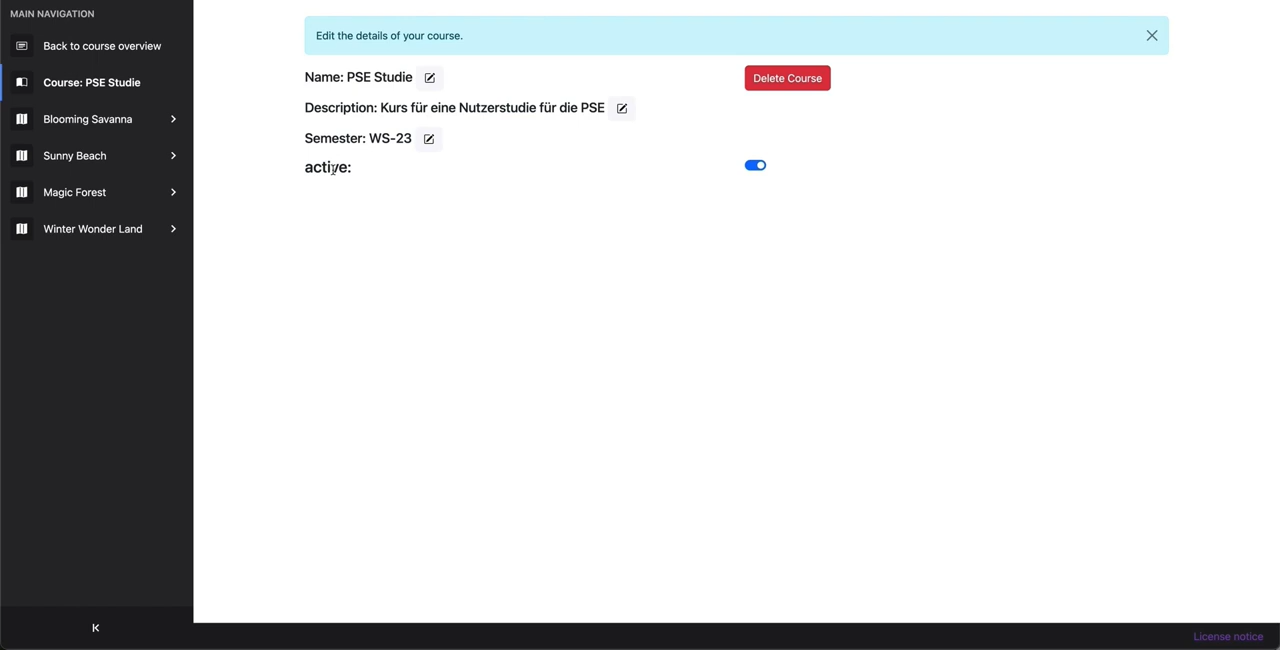 MAIN NAVIGATION
Back to course overview
Course: PSE Studie
Blooming Savanna
Sunny Beach
Magic Forest
Winter Wonder Land
Edit the details of your course.
Name: PSE Studie
Delete Course
Description: Kurs für eine Nutzerstudie für die PSE
Semester: WS-23
active:
License notice